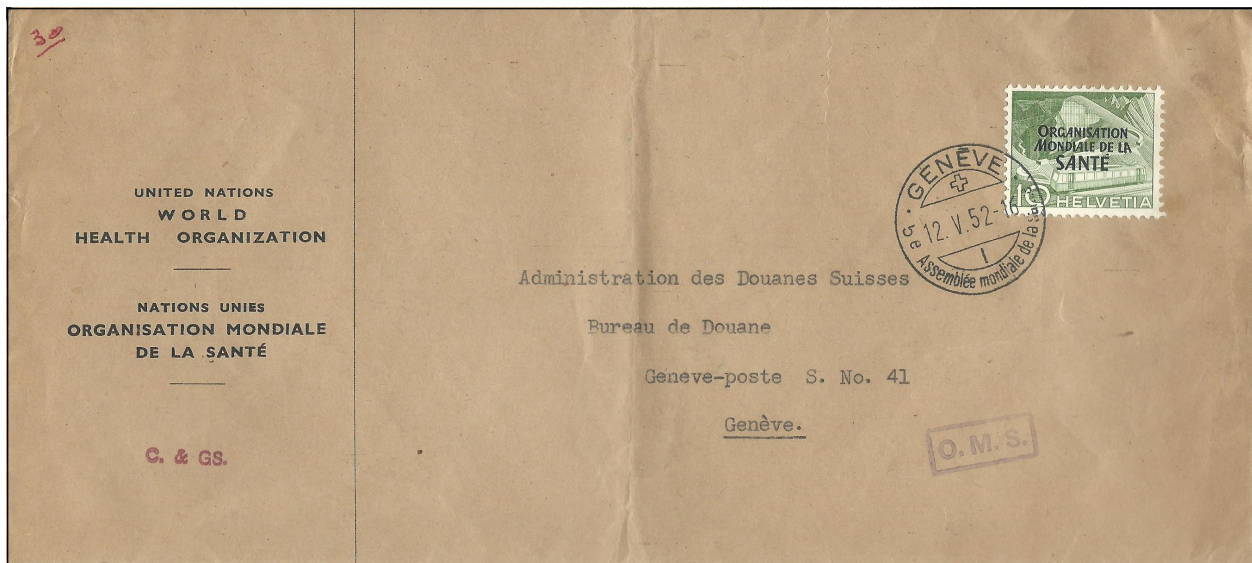 30
UNITED NATIONS
WORLD
HEALTH ORGANIZATION
NATIONS UNIES
ORGANISATION MONDIALE
DE LA SANTÉ
C. & GS.
ORGANISATION
MONDIALE DE LA
SANTÉ
10 HELVETIA
GENÈVE
12. V. 52-
1
5e Assemblée mondiale de la
Administration des Douanes Suisses
Bureau de Douane
Geneve-poste S. No. 41
Genève.
O. M. S.